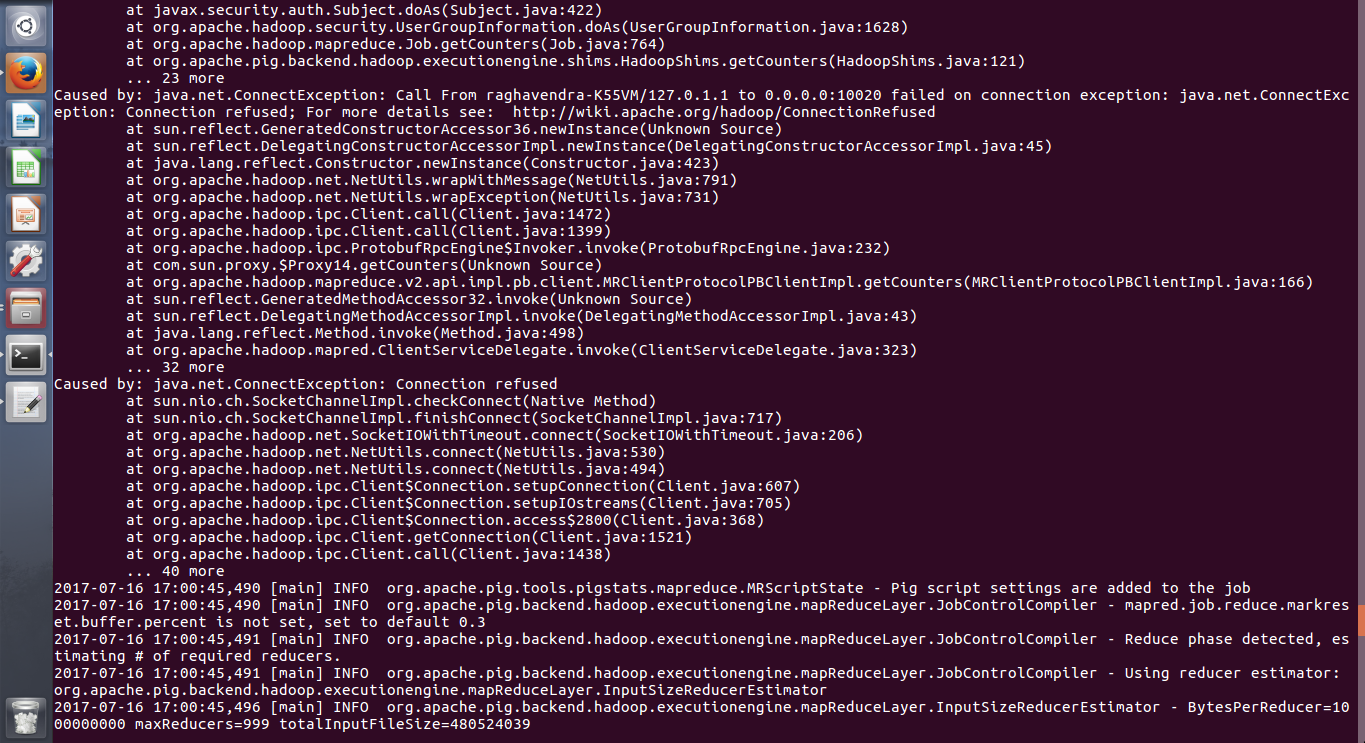 at javax.security.auth.Subject.doAs(Subject.java:422)
        at org.apache.hadoop.security.UserGroupInformation.doAs(UserGroupInformation.java:1628)
        at org.apache.hadoop.mapreduce.Job.getCounters(Job.java:764)
        at org.apache.pig.backend.hadoop.executionengine.shims.HadoopShims.getCounters(HadoopShims.java:121)
        ... 23 more
Caused by: java.net.ConnectException: Call From raghavendra-K55VM/127.0.1.1 to 0.0.0.0:10020 failed on connection exception: java.net.ConnectExc
eption: Connection refused; For more details see:  http://wiki.apache.org/hadoop/ConnectionRefused
        at sun.reflect.GeneratedConstructorAccessor36.newInstance(Unknown Source)
        at sun.reflect.DelegatingConstructorAccessorImpl.newInstance(DelegatingConstructorAccessorImpl.java:45)
        at java.lang.reflect.Constructor.newInstance(Constructor.java:423)
        at org.apache.hadoop.net.NetUtils.wrapWithMessage(NetUtils.java:791)
        at org.apache.hadoop.net.NetUtils.wrapException(NetUtils.java:731)
        at org.apache.hadoop.ipc.Client.call(Client.java:1472)
        at org.apache.hadoop.ipc.Client.call(Client.java:1399)
        at org.apache.hadoop.ipc.ProtobufRpcEngine$Invoker.invoke(ProtobufRpcEngine.java:232)
        at com.sun.proxy.$Proxy14.getCounters(Unknown Source)
        at org.apache.hadoop.mapreduce.v2.api.impl.pb.client.MRClientProtocolPBClientImpl.getCounters(MRClientProtocolPBClientImpl.java:166)
        at sun.reflect.GeneratedMethodAccessor32.invoke(Unknown Source)
        at sun.reflect.DelegatingMethodAccessorImpl.invoke(DelegatingMethodAccessorImpl.java:43)
        at java.lang.reflect.Method.invoke(Method.java:498)
        at org.apache.hadoop.mapred.ClientServiceDelegate.invoke(ClientServiceDelegate.java:323)
        ... 32 more
Caused by: java.net.ConnectException: Connection refused
        at sun.nio.ch.SocketChannelImpl.checkConnect(Native Method)
        at sun.nio.ch.SocketChannelImpl.finishConnect(SocketChannelImpl.java:717)
        at org.apache.hadoop.net.SocketIOWithTimeout.connect(SocketIOWithTimeout.java:206)
        at org.apache.hadoop.net.NetUtils.connect(NetUtils.java:530)
        at org.apache.hadoop.net.NetUtils.connect(NetUtils.java:494)
        at org.apache.hadoop.ipc.Client$Connection.setupConnection(Client.java:607)
        at org.apache.hadoop.ipc.Client$Connection.setupIOstreams(Client.java:705)
        at org.apache.hadoop.ipc.Client$Connection.access$2800(Client.java:368)
        at org.apache.hadoop.ipc.Client.getConnection(Client.java:1521)
        at org.apache.hadoop.ipc.Client.call(Client.java:1438)
        ... 40 more
2017-07-16 17:00:45,490 [main] INFO  org.apache.pig.tools.pigstats.mapreduce.MRScriptState - Pig script settings are added to the job
2017-07-16 17:00:45,490 [main] INFO  org.apache.pig.backend.hadoop.executionengine.mapReduceLayer.JobControlCompiler - mapred.job.reduce.markres
et.buffer.percent is not set, set to default 0.3
2017-07-16 17:00:45,491 [main] INFO  org.apache.pig.backend.hadoop.executionengine.mapReduceLayer.JobControlCompiler - Reduce phase detected, es
timating # of required reducers.
2017-07-16 17:00:45,491 [main] INFO  org.apache.pig.backend.hadoop.executionengine.mapReduceLayer.JobControlCompiler - Using reducer estimator: 
org.apache.pig.backend.hadoop.executionengine.mapReduceLayer.InputSizeReducerEstimator
2017-07-16 17:00:45,496 [main] INFO  org.apache.pig.backend.hadoop.executionengine.mapReduceLayer.InputSizeReducerEstimator - BytesPerReducer=10
00000000 maxReducers=999 totalInputFileSize=480524039